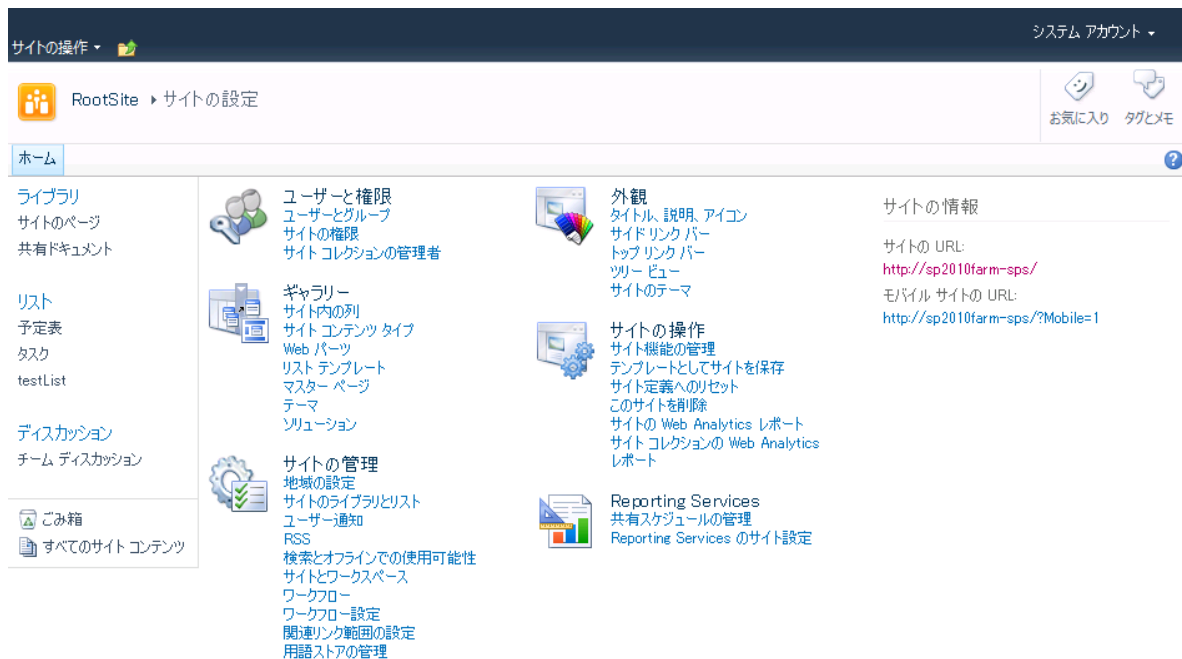 システム アカウント
サイトの操作
RootSite ▸ サイトの設定
お気に入り
タグとメモ
ホーム
ライブラリ
サイトのページ
共有ドキュメント
リスト
予定表
タスク
testList
ディスカッション
チーム ディスカッション
ごみ箱
すべてのサイト コンテンツ
ユーザーと権限
ユーザーとグループ
サイトの権限
サイト コレクションの管理者
ギャラリー
サイト内の列
サイト コンテンツ タイプ
Web パーツ
リスト テンプレート
マスター ページ
テーマ
ソリューション
サイトの管理
地域の設定
サイトのライブラリとリスト
ユーザー通知
RSS
検索とオフラインでの使用可能性
サイトとワークスペース
ワークフロー
ワークフロー設定
関連リンク範囲の設定
用語ストアの管理
外観
タイトル、説明、アイコン
サイド リンク バー
トップ リンク バー
ツリー ビュー
サイトのテーマ
サイトの操作
サイト機能の管理
テンプレートとしてサイトを保存
サイト定義へのリセット
このサイトを削除
サイトの Web Analytics レポート
サイト コレクションの Web Analytics
レポート
Reporting Services
共有スケジュールの管理
Reporting Services のサイト設定
サイトの情報
サイトの URL:
http://sp2010farm-sps/
モバイル サイトの URL:
http://sp2010farm-sps/?Mobile=1